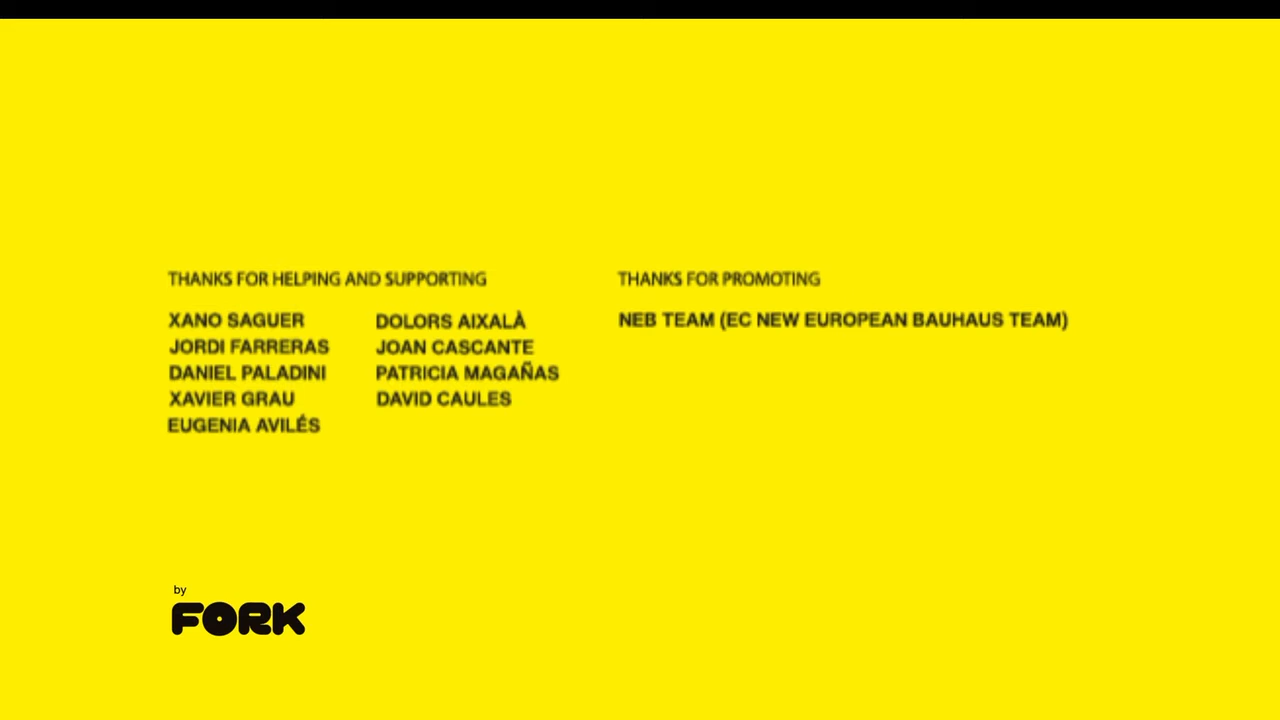 THANKS FOR HELPING AND SUPPORTING
XANO SAGUER
JORDI FARRERAS
DANIEL PALADINI
XAVIER GRAU
EUGENIA AVILÉS
DOLORS AIXALÀ
JOAN CASCANTE
PATRICIA MAGAÑAS
DAVID CAULES
THANKS FOR PROMOTING
NEB TEAM (EC NEW EUROPEAN BAUHAUS TEAM)
by
FORK